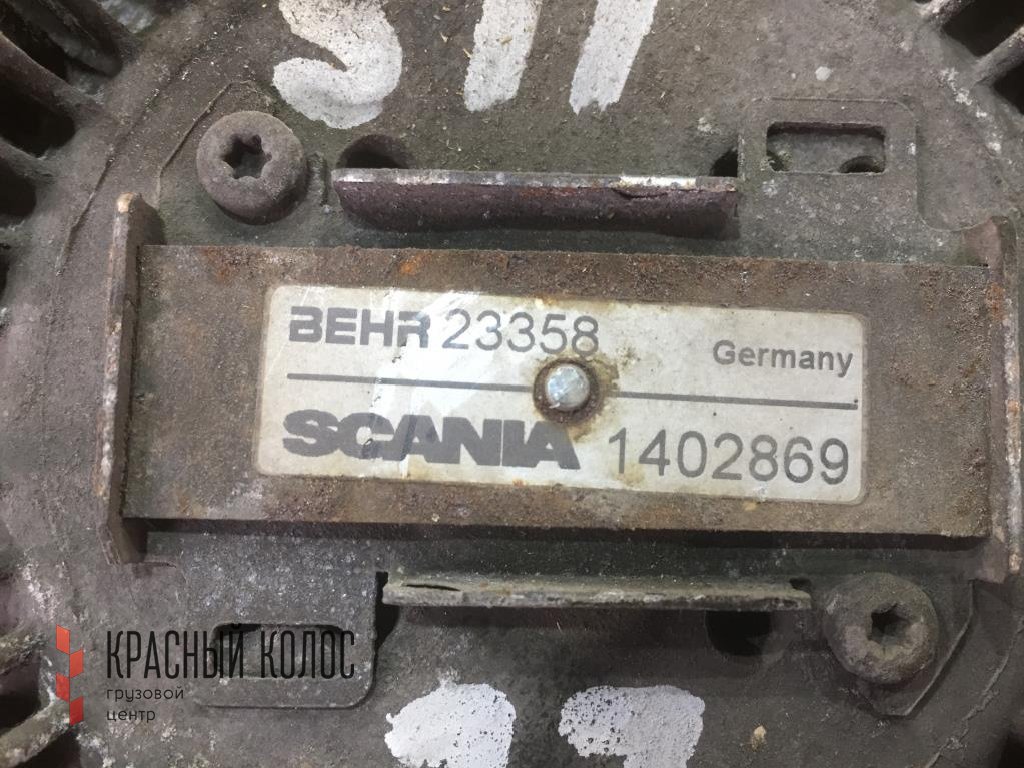 BEHR 23358
Germany
SCANIA 1402869
КРАСНЫЙ КОЛОС
грузовой
центр